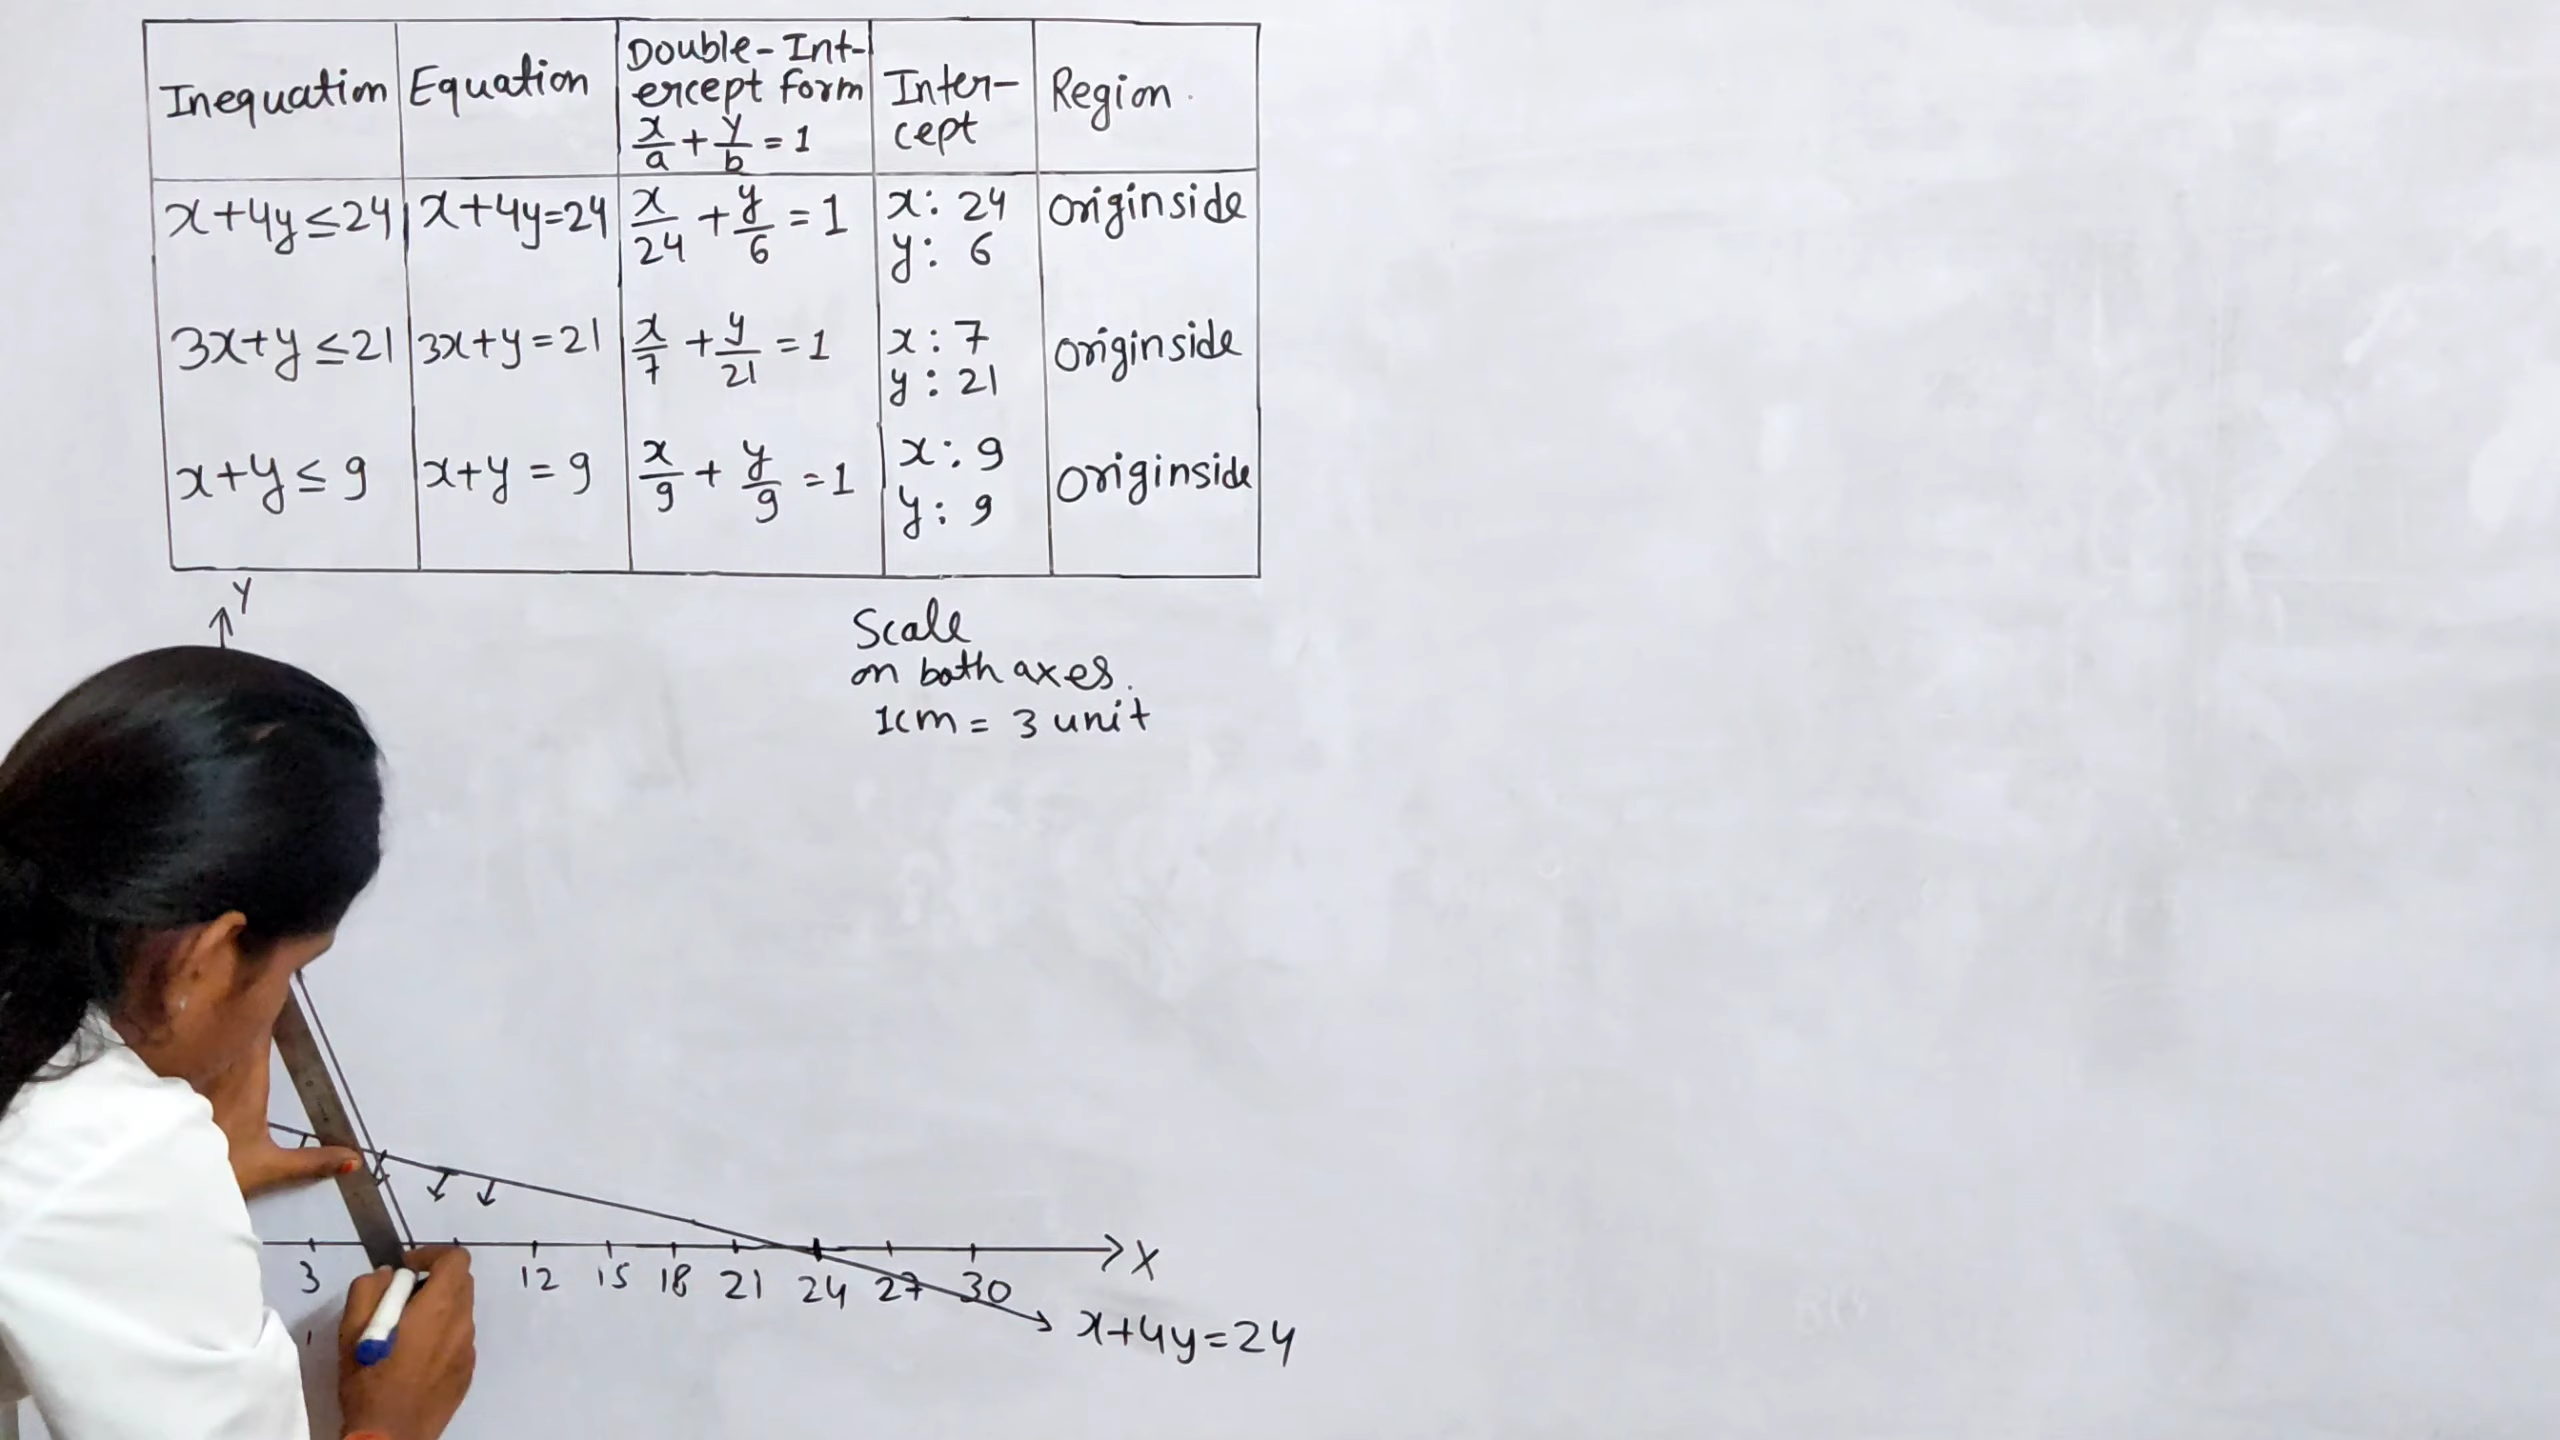 Inequation Equation Double-Int-ercept form x/a + y/b = 1 Inter-cept Region
x+4y≤24 x+4y=24 x/24 + y/6 = 1 x: 24 y: 6 originside
3x+y≤21 3x+y=21 x/7 + y/21 = 1 x: 7 y: 21 originside
x+y≤9 x+y=9 x/9 + y/9 = 1 x: 9 y: 9 originside
Y
Scale
on both axes.
1cm = 3 unit
3 12 15 18 21 24 27 30 X
x+4y=24